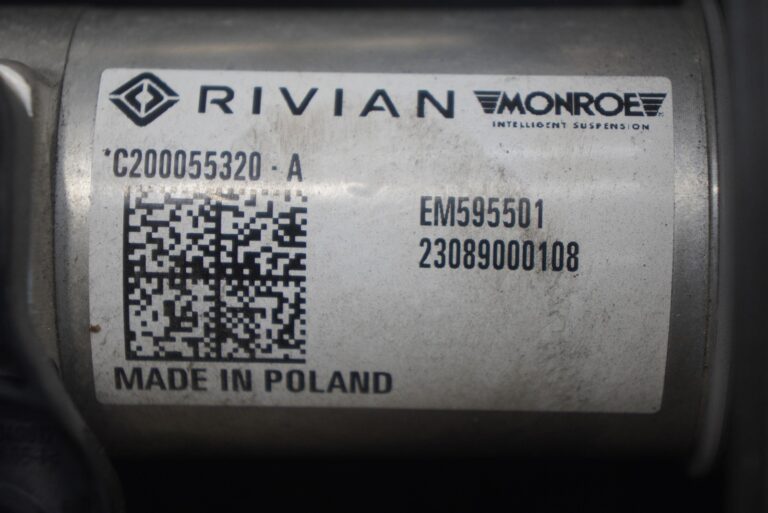 RIVIAN MONROE
INTELLIGENT SUSPENSION
*C200055320 - A
EM595501
23089000108
MADE IN POLAND